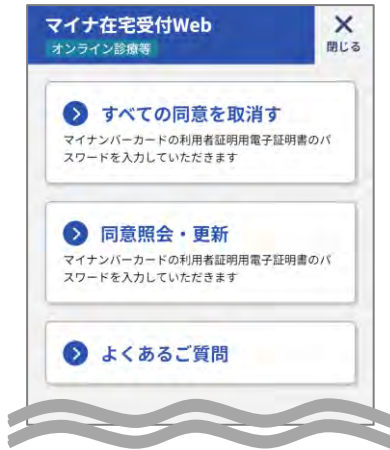 マイナ在宅受付Web
オンライン診療等
閉じる
すべての同意を取消す
マイナンバーカードの利用者証明用電子証明書のパ
スワードを入力していただきます
同意照会・更新
マイナンバーカードの利用者証明用電子証明書のパ
スワードを入力していただきます
よくあるご質問